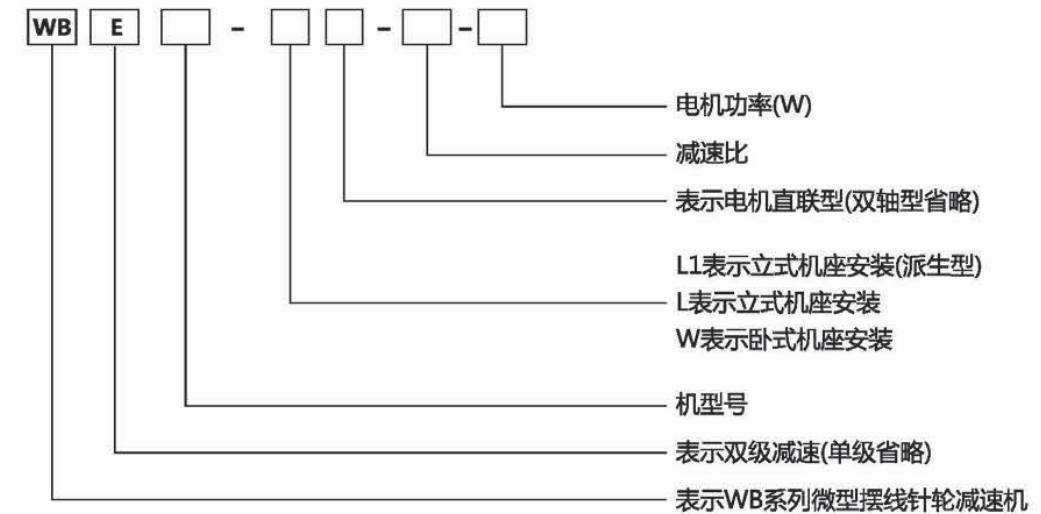 WB E - - -
电机功率(W)
减速比
表示电机直联型(双轴型省略)
L1表示立式机座安装(派生型)
L表示立式机座安装
W表示卧式机座安装
机型号
表示双级减速(单级省略)
表示WB系列微型摆线针轮减速机